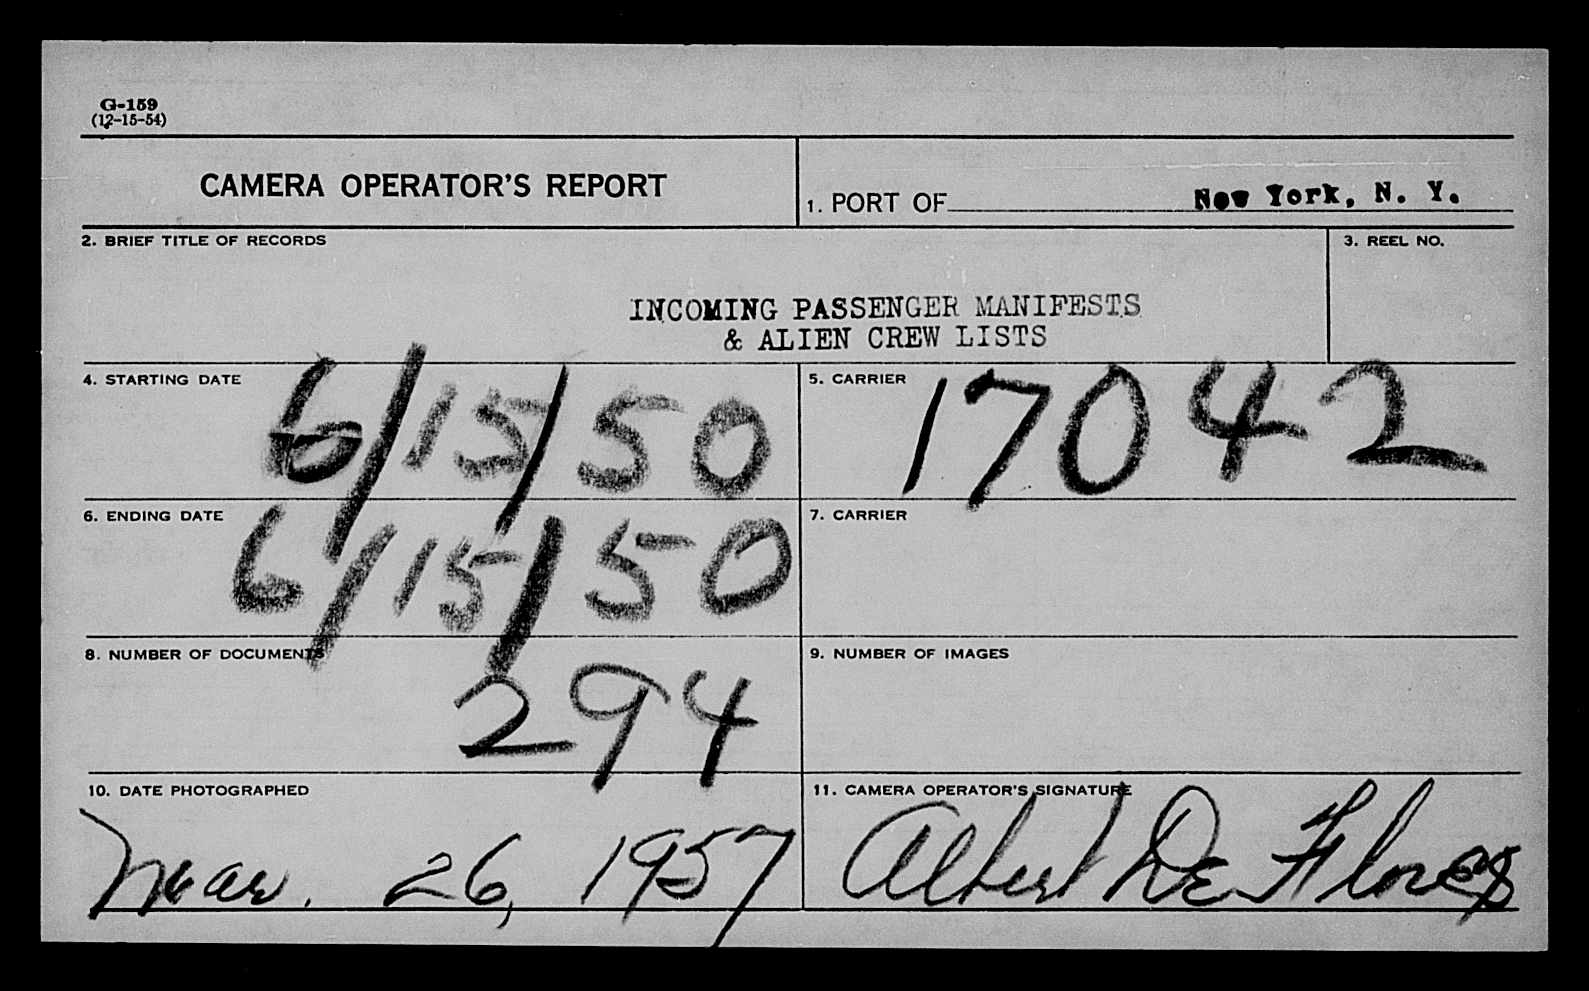 G-159
(12-15-54)
CAMERA OPERATOR'S REPORT
1. PORT OF New York, N. Y.
2. BRIEF TITLE OF RECORDS
3. REEL NO.
INCOMING PASSENGER MANIFESTS
& ALIEN CREW LISTS
4. STARTING DATE
6/15/50
5. CARRIER
17042
6. ENDING DATE
6/15/50
7. CARRIER
8. NUMBER OF DOCUMENTS
294
9. NUMBER OF IMAGES
10. DATE PHOTOGRAPHED
Mar. 26, 1957
11. CAMERA OPERATOR'S SIGNATURE
Albert De Flores